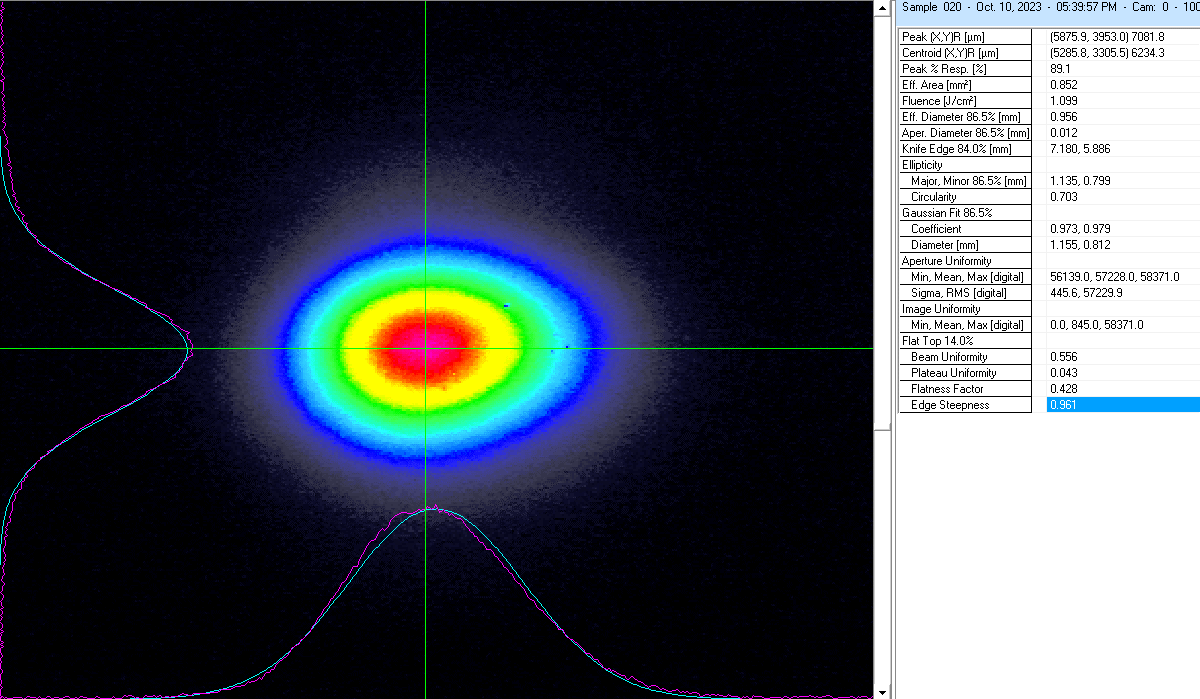 Sample 020 - Oct. 10, 2023 - 05:39:57 PM - Cam: 0 - 100
Peak (X,Y)R [µm] (5875.9, 3953.0) 7081.8
Centroid (X,Y)R [µm] (5285.8, 3305.5) 6234.3
Peak % Resp. [%] 89.1
Eff. Area [mm²] 0.852
Fluence [J/cm²] 1.099
Eff. Diameter 86.5% [mm] 0.956
Aper. Diameter 86.5% [mm] 0.012
Knife Edge 84.0% [mm] 7.180, 5.886
Ellipticity
Major, Minor 86.5% [mm] 1.135, 0.799
Circularity 0.703
Gaussian Fit 86.5%
Coefficient 0.973, 0.979
Diameter [mm] 1.155, 0.812
Aperture Uniformity
Min, Mean, Max [digital] 56139.0, 57228.0, 58371.0
Sigma, RMS [digital] 445.6, 57229.9
Image Uniformity
Min, Mean, Max [digital] 0.0, 845.0, 58371.0
Flat Top 14.0%
Beam Uniformity 0.556
Plateau Uniformity 0.043
Flatness Factor 0.428
Edge Steepness 0.961